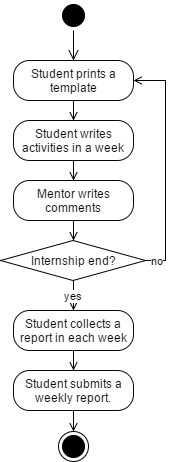 Student prints a
template
Student writes
activities in a week
Mentor writes
comments
Internship end?
no
yes
Student collects a
report in each week
Student submits a
weekly report.